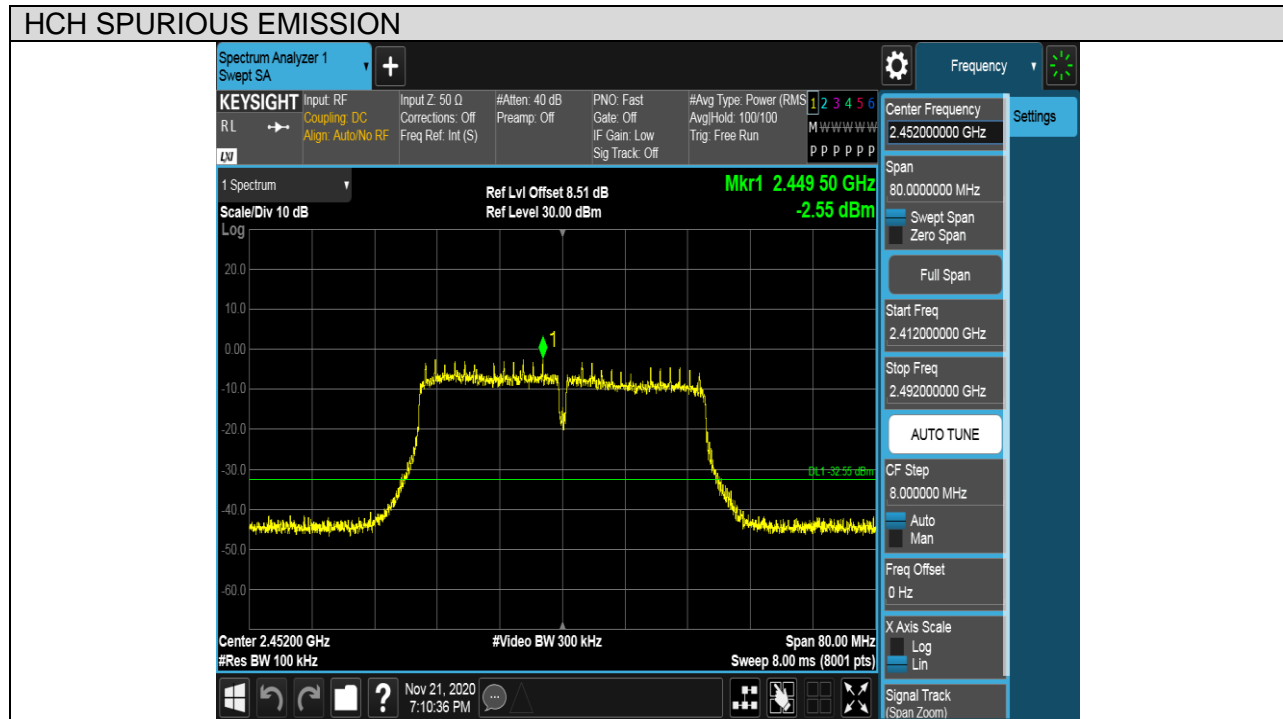 HCH SPURIOUS EMISSION
Spectrum Analyzer 1
Swept SA
+
Frequency
KEYSIGHT
RL
LXI
Input: RF
Coupling: DC
Align: Auto/No RF
Input Z: 50 Ω
Corrections: Off
Freq Ref: Int (S)
#Atten: 40 dB
Preamp: Off
PNO: Fast
Gate: Off
IF Gain: Low
Sig Track: Off
#Avg Type: Power (RMS
Avg|Hold: 100/100
Trig: Free Run
1 2 3 4 5 6
M W W W W W
P P P P P P
1 Spectrum
Scale/Div 10 dB
Ref Lvl Offset 8.51 dB
Ref Level 30.00 dBm
Mkr1 2.449 50 GHz
-2.55 dBm
Log
20.0
10.0
0.00
-10.0
-20.0
-30.0
-40.0
-50.0
-60.0
1
DL1 -32.55 dBm
Center 2.45200 GHz
#Res BW 100 kHz
#Video BW 300 kHz
Span 80.00 MHz
Sweep 8.00 ms (8001 pts)
Center Frequency
2.452000000 GHz
Settings
Span
80.0000000 MHz
Swept Span
Zero Span
Full Span
Start Freq
2.412000000 GHz
Stop Freq
2.492000000 GHz
AUTO TUNE
CF Step
8.000000 MHz
Auto
Man
Freq Offset
0 Hz
X Axis Scale
Log
Lin
Signal Track
(Span Zoom)
?
Nov 21, 2020
7:10:36 PM